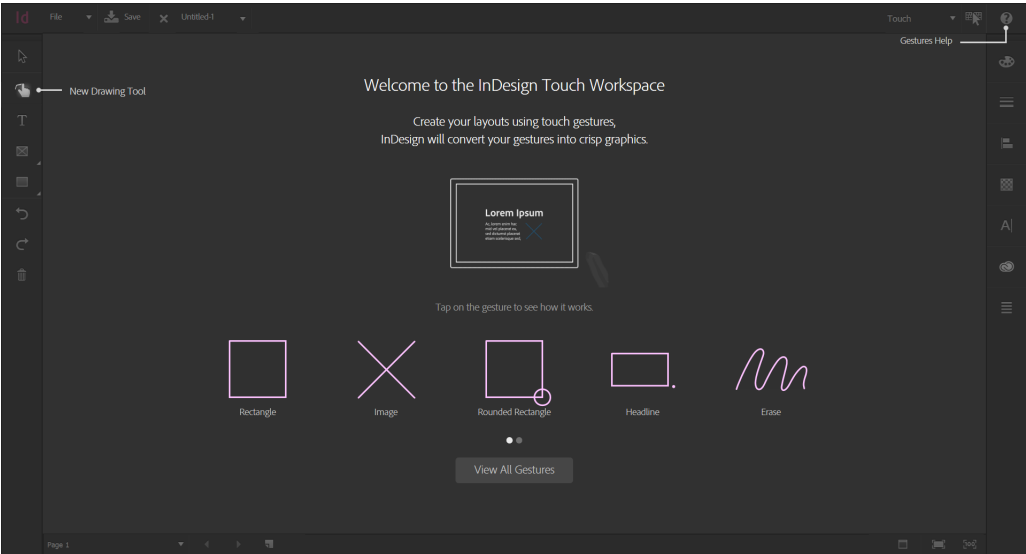 Id
File
Save
Untitled-1
Touch
Gestures Help
New Drawing Tool
T
Welcome to the InDesign Touch Workspace
Create your layouts using touch gestures,
InDesign will convert your gestures into crisp graphics.
Lorem Ipsum
Tap on the gesture to see how it works.
Rectangle
Image
Rounded Rectangle
Headline
Erase
View All Gestures
A
Page 1